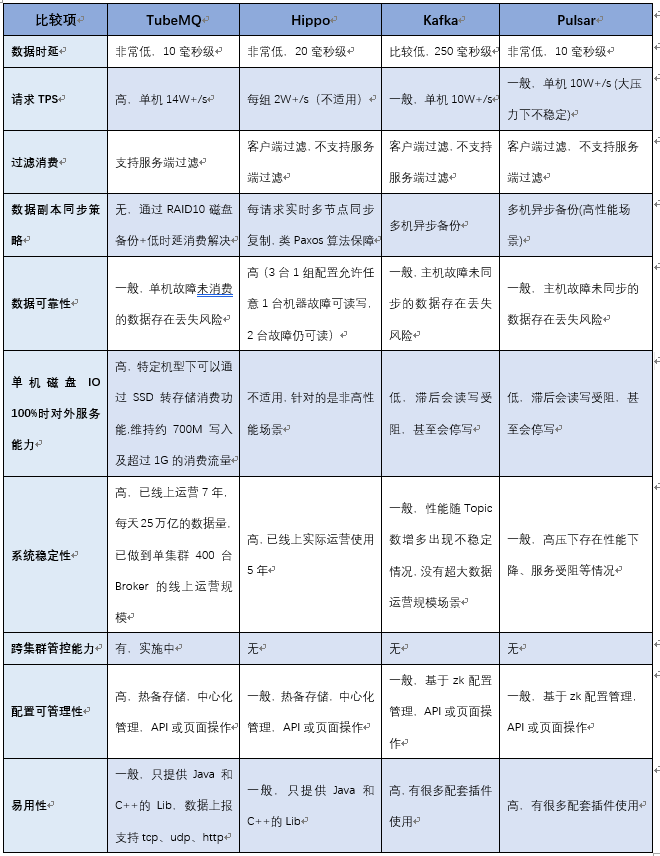 比较项 TubeMQ Hippo Kafka Pulsar
数据时延 非常低，10 毫秒级 非常低，20 毫秒级 比较低，250 毫秒级 非常低，10 毫秒级
请求 TPS 高，单机 14W+/s 每组 2W+/s（不适用） 一般，单机 10W+/s 一般，单机 10W+/s (大压
力下不稳定)
过滤消费 支持服务端过滤
客户端过滤，不支持服务
端过滤
客户端过滤，不支持
服务端过滤
客户端过滤，不支持服务
端过滤
数据副本同步策
略
无，通过 RAID10 磁盘
备份+低时延消费解决
每请求实时多节点同步
复制，类 Paxos 算法保障
多机异步备份
多机异步备份(高性能场
景)
数据可靠性
一般，单机故障未消费
的数据存在丢失风险
高（3 台 1 组配置允许任
意 1 台机器故障可读写，
2 台故障仍可读）
一般，主机故障未同
步的数据存在丢失
风险
一般，主机故障未同步的
数据存在丢失风险
单机磁盘 IO
100%时对外服务
能力
高，特定机型下可以通
过 SSD 转存储消费功
能,维持约 700M 写入
及超过 1G 的消费流量
不适用，针对的是非高性
能场景
低，滞后会读写受
阻，甚至会停写
低，滞后会读写受阻，甚
至会停写
系统稳定性
高，已线上运营 7 年，
每天 25 万亿的数据量，
已做到单集群 400 台
Broker 的线上运营规
模
高，已线上实际运营使用
5 年
一般，性能随 Topic
数增多出现不稳定
情况，没有超大数据
运营规模场景
一般，高压下存在性能下
降、服务受阻等情况
跨集群管控能力 有，实施中 无 无 无
配置可管理性
高，热备存储，中心化
管理，API 或页面操作
一般，热备存储，中心化
管理，API 或页面操作
一般，基于 zk 配置
管理，API 或页面操
作
一般，基于 zk 配置管理，
API 或页面操作
易用性
一般，只提供 Java 和
C++的 Lib，数据上报
支持 tcp、udp、http
一般，只提供 Java 和
C++的 Lib
高，有很多配套插件
使用
高，有很多配套插件使用